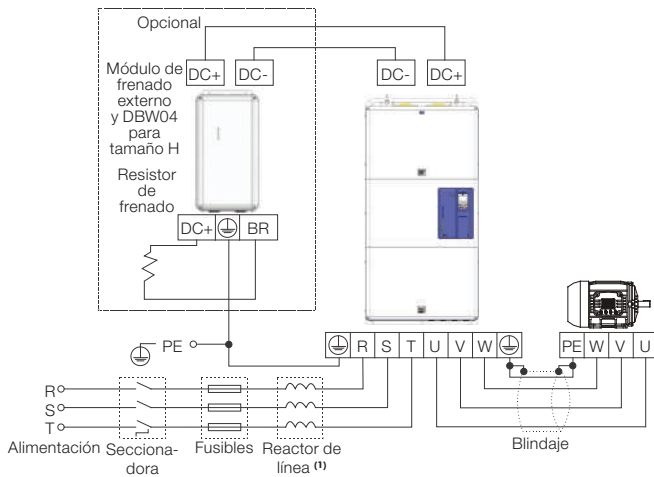 Opcional
DC+ DC- DC- DC+
Módulo de
frenado
externo
y DBW04
para
tamaño H
Resistor
de
frenado
DC+ BR
PE
R S T U V W PE W V U
R
S
T
Alimentación
Secciona-
dora
Fusibles
Reactor de
línea (1)
Blindaje